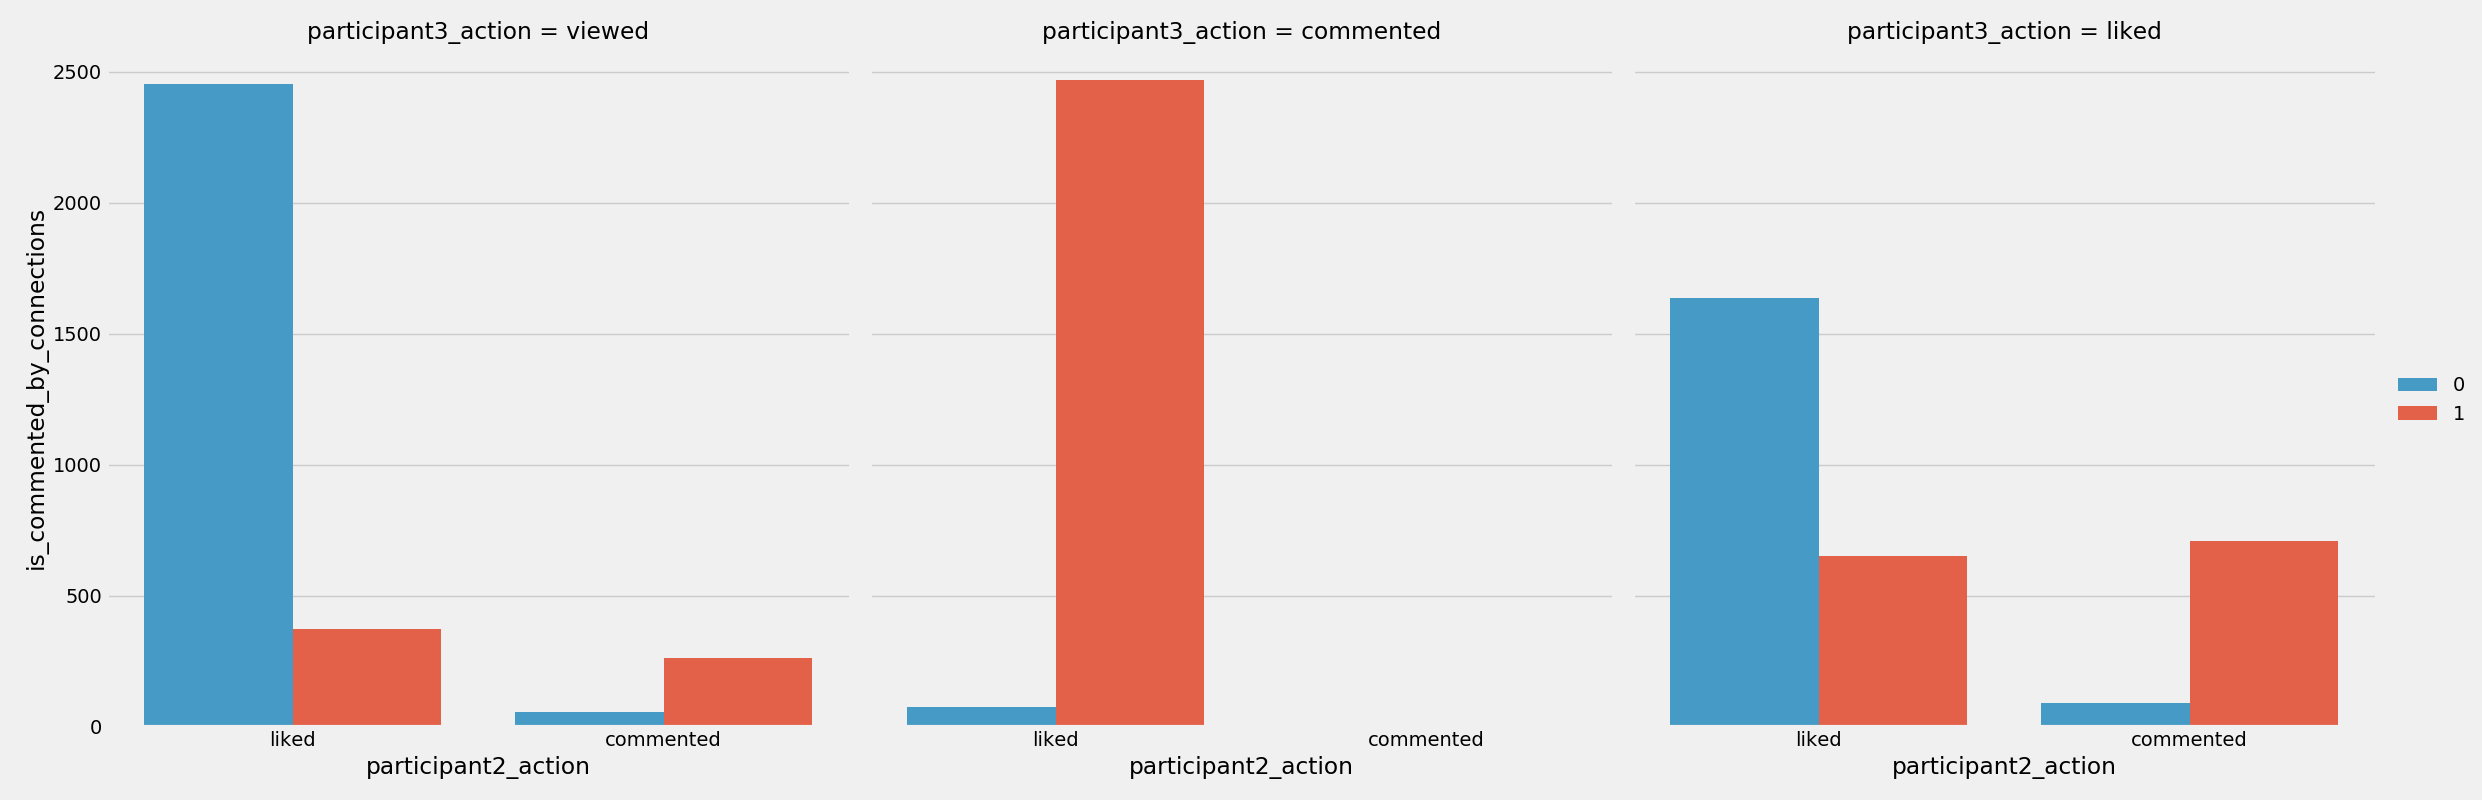 participant3_action = viewed
participant3_action = commented
participant3_action = liked
is_commented_by_connections
2500
2000
1500
1000
500
0
liked
commented
liked
commented
liked
commented
participant2_action
participant2_action
participant2_action
0
1